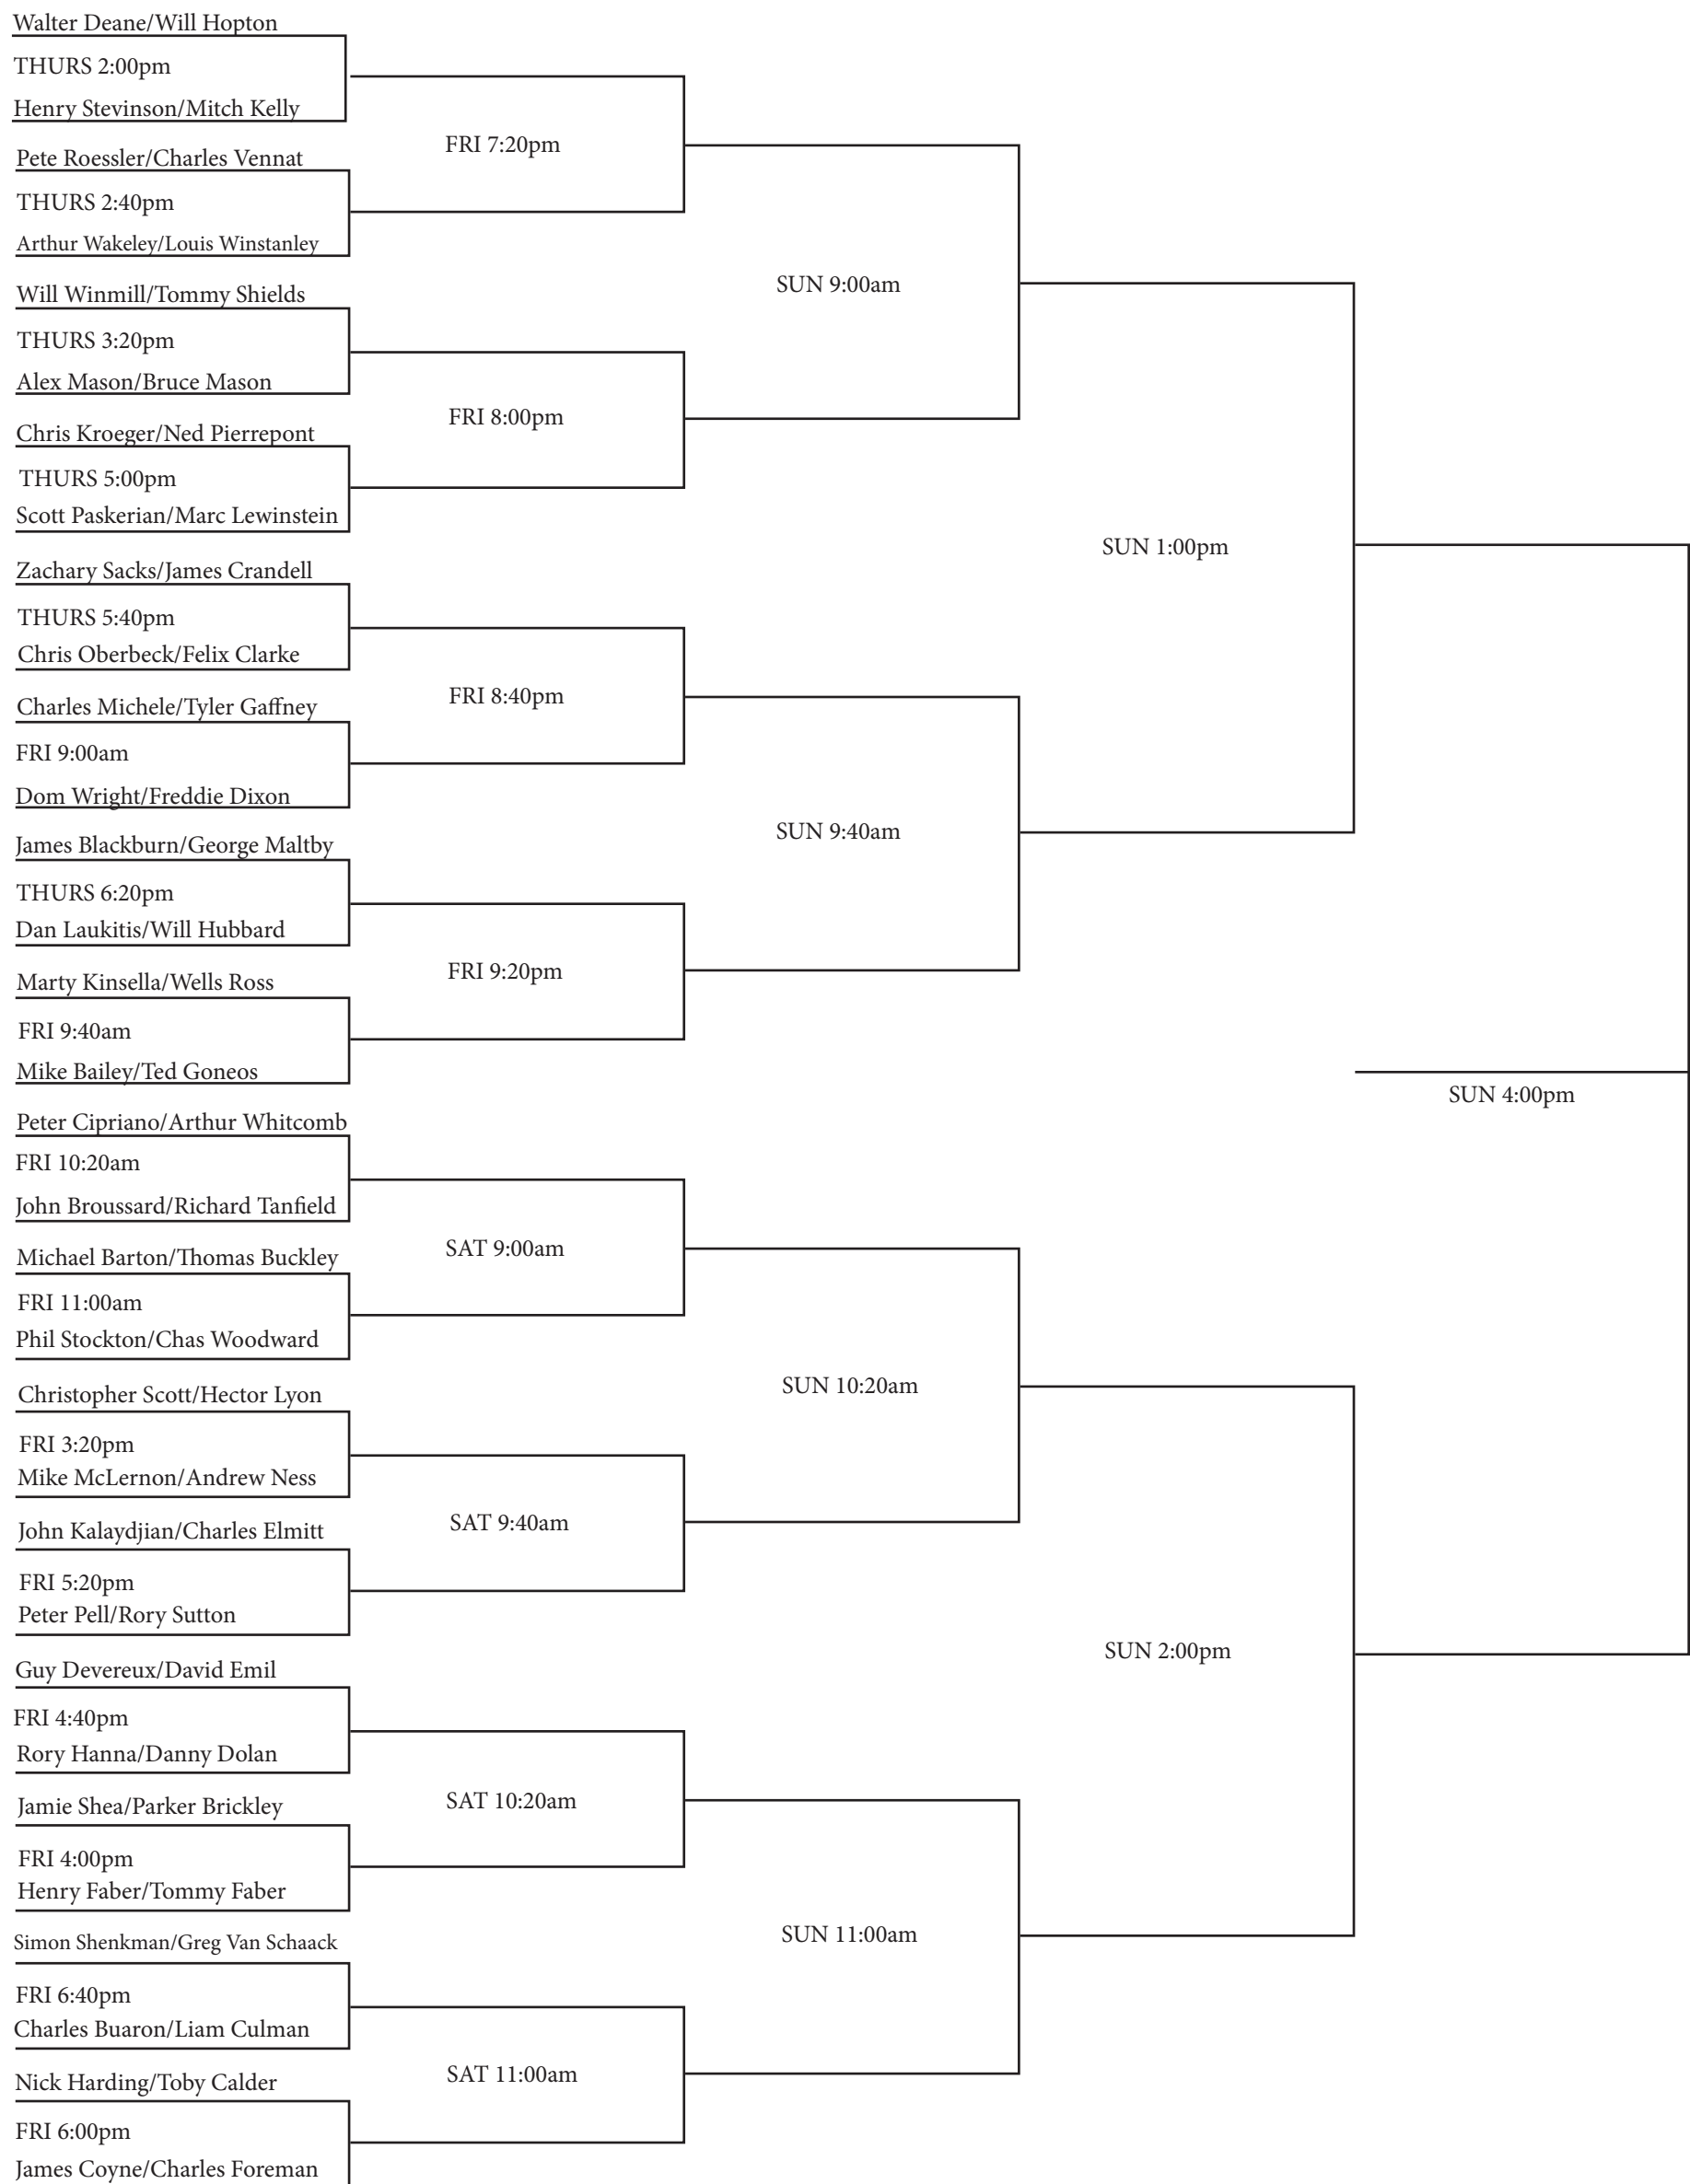 Walter Deane/Will Hopton
THURS 2:00pm
Henry Stevinson/Mitch Kelly
Pete Roessler/Charles Vennat
THURS 2:40pm
Arthur Wakeley/Louis Winstanley
Will Winmill/Tommy Shields
THURS 3:20pm
Alex Mason/Bruce Mason
Chris Kroeger/Ned Pierrepont
THURS 5:00pm
Scott Paskerian/Marc Lewinstein
Zachary Sacks/James Crandell
THURS 5:40pm
Chris Oberbeck/Felix Clarke
Charles Michele/Tyler Gaffney
FRI 9:00am
Dom Wright/Freddie Dixon
James Blackburn/George Maltby
THURS 6:20pm
Dan Laukitis/Will Hubbard
Marty Kinsella/Wells Ross
FRI 9:40am
Mike Bailey/Ted Goneos
Peter Cipriano/Arthur Whitcomb
FRI 10:20am
John Broussard/Richard Tanfield
Michael Barton/Thomas Buckley
FRI 11:00am
Phil Stockton/Chas Woodward
Christopher Scott/Hector Lyon
FRI 3:20pm
Mike McLernon/Andrew Ness
John Kalaydjian/Charles Elmitt
FRI 5:20pm
Peter Pell/Rory Sutton
Guy Devereux/David Emil
FRI 4:40pm
Rory Hanna/Danny Dolan
Jamie Shea/Parker Brickley
FRI 4:00pm
Henry Faber/Tommy Faber
Simon Shenkman/Greg Van Schaack
FRI 6:40pm
Charles Buaron/Liam Culman
Nick Harding/Toby Calder
FRI 6:00pm
James Coyne/Charles Foreman
FRI 7:20pm
FRI 8:00pm
FRI 8:40pm
FRI 9:20pm
SAT 9:00am
SAT 9:40am
SAT 10:20am
SAT 11:00am
SUN 9:00am
SUN 9:40am
SUN 10:20am
SUN 11:00am
SUN 1:00pm
SUN 2:00pm
SUN 4:00pm